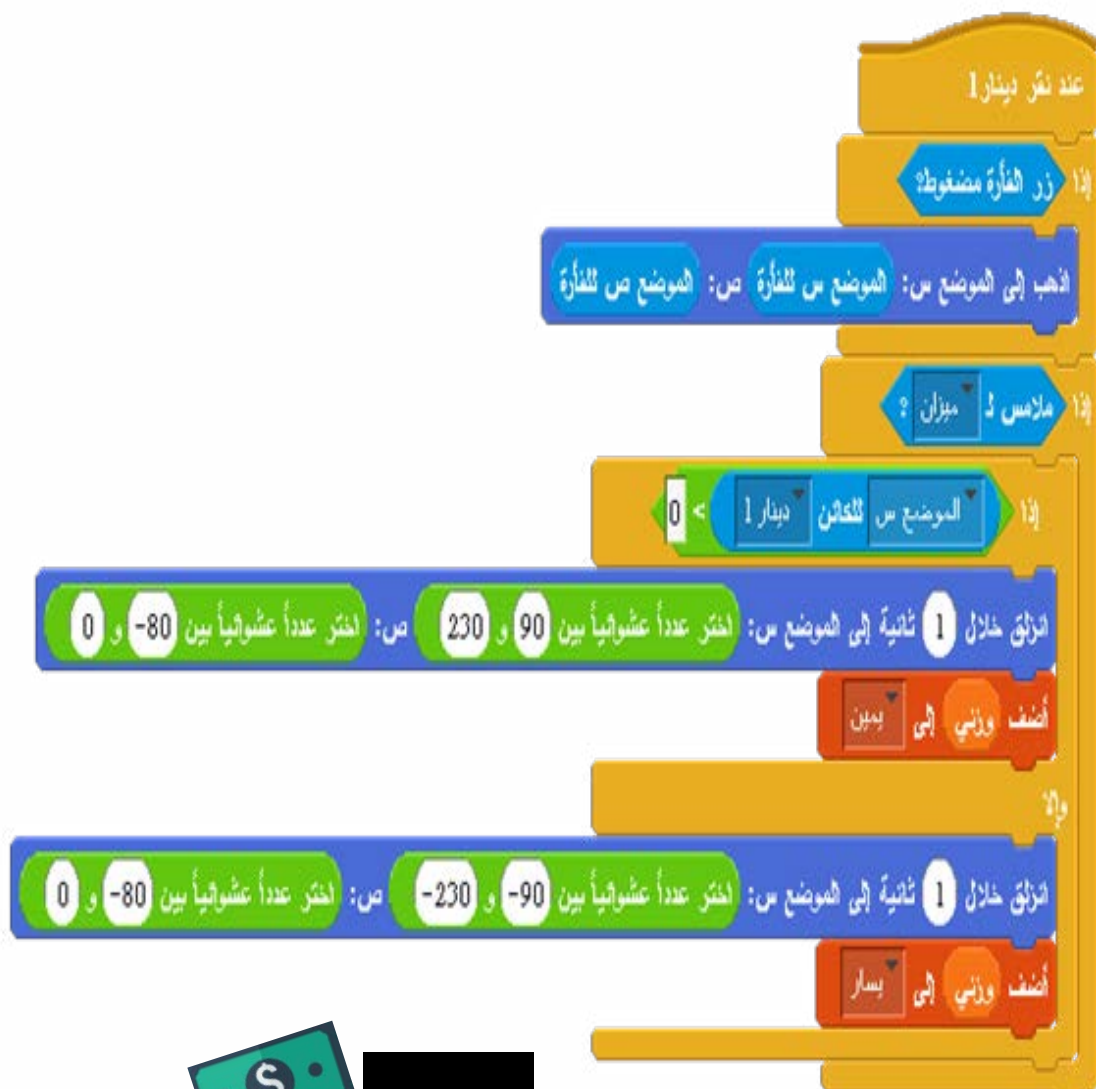 عند نقر دينار1
إذا زر الفأرة مضغوط؟
اذهب إلى الموضع س: الموضع س للفأرة ص: الموضع ص للفأرة
إذا ملامس لـ ميزان ؟
إذا الموضع س للكائن دينار 1 > 0
انزلق خلال 1 ثانية إلى الموضع س: اختر عدداً عشوائياً بين 90 و 230 ص: اختر عدداً عشوائياً بين -80 و 0
أضف وزني إلى يمين
وإلا
انزلق خلال 1 ثانية إلى الموضع س: اختر عدداً عشوائياً بين -90 و -230 ص: اختر عدداً عشوائياً بين -80 و 0
أضف وزني إلى يسار
$